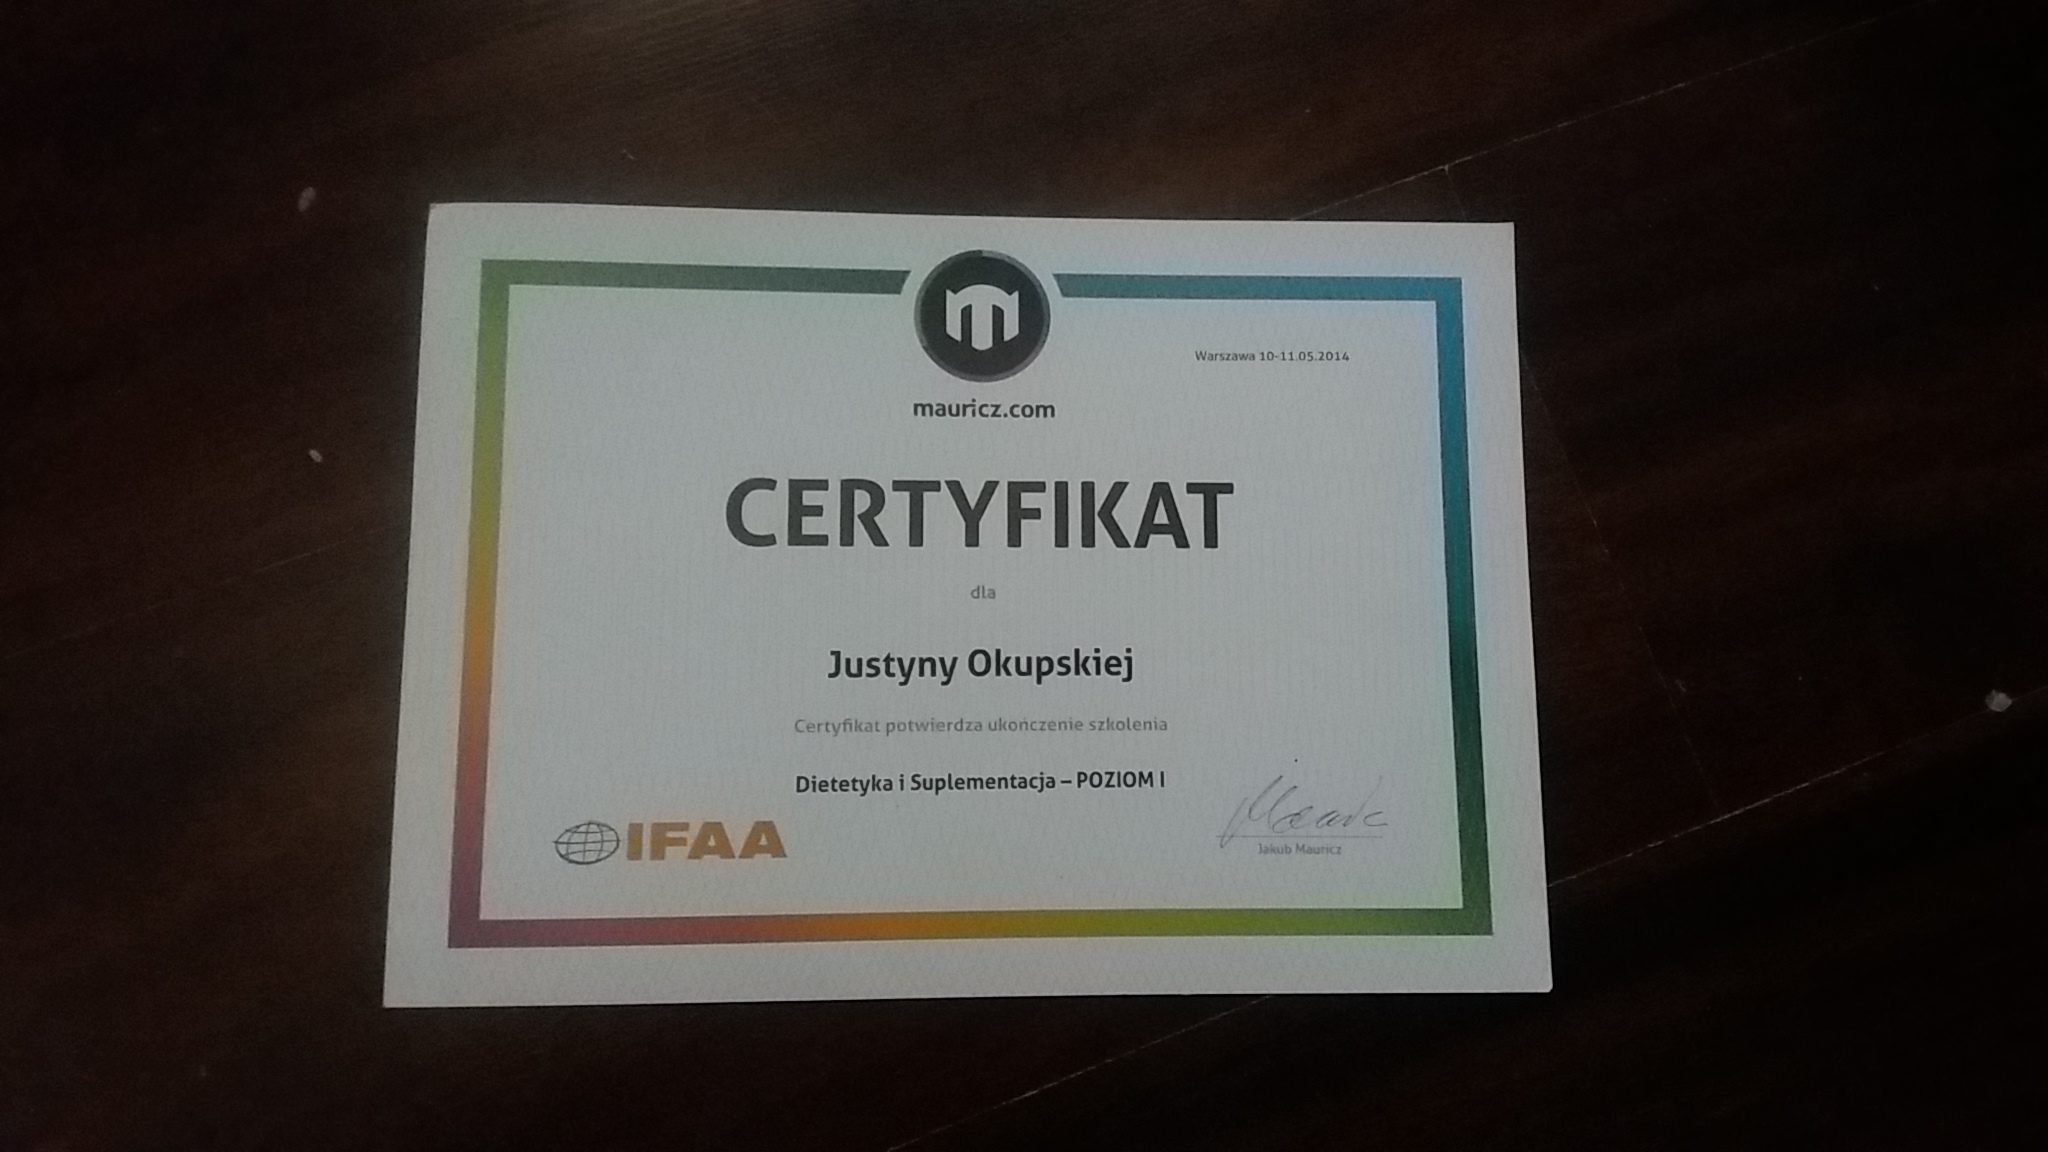 Warszawa 10-11.05.2014
mauricz.com
CERTYFIKAT
dla
Justyny Okupskiej
Certyfikat potwierdza ukończenie szkolenia
Dietetyka i Suplementacja – POZIOM I
IFAA
Jakub Mauricz